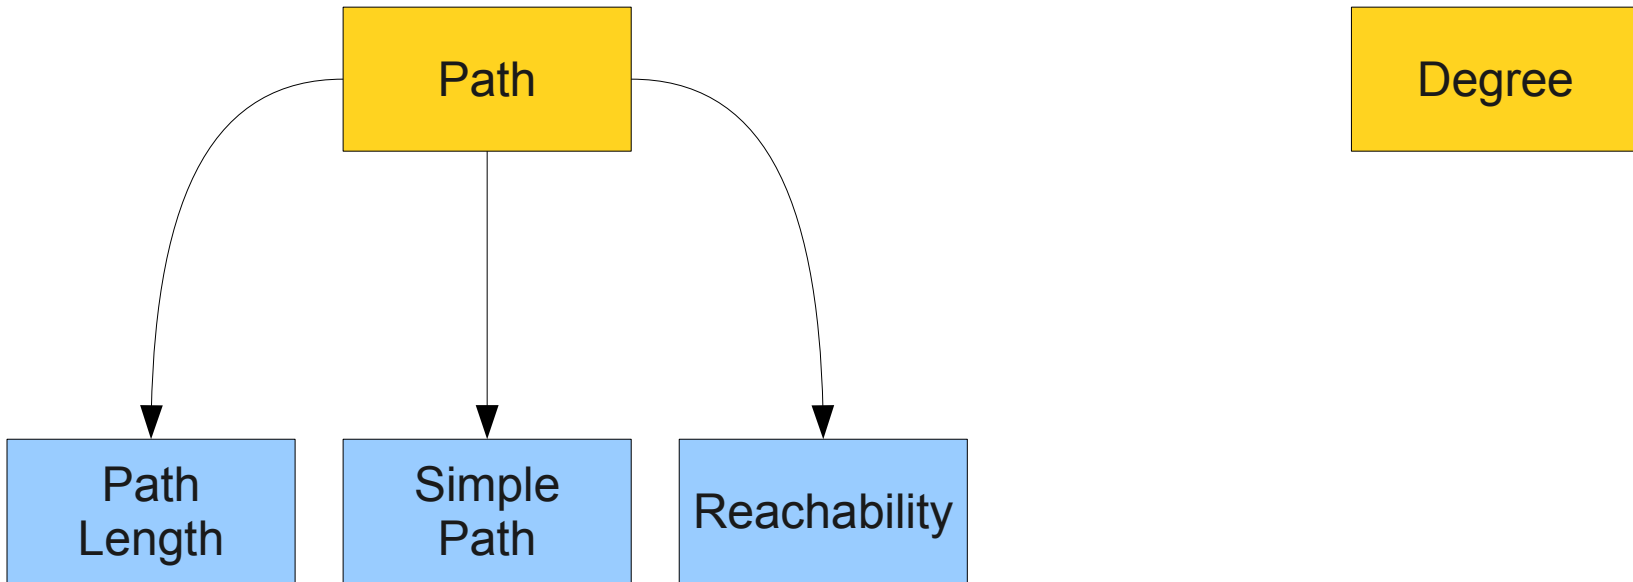 Path
Degree
Path
Length
Simple
Path
Reachability